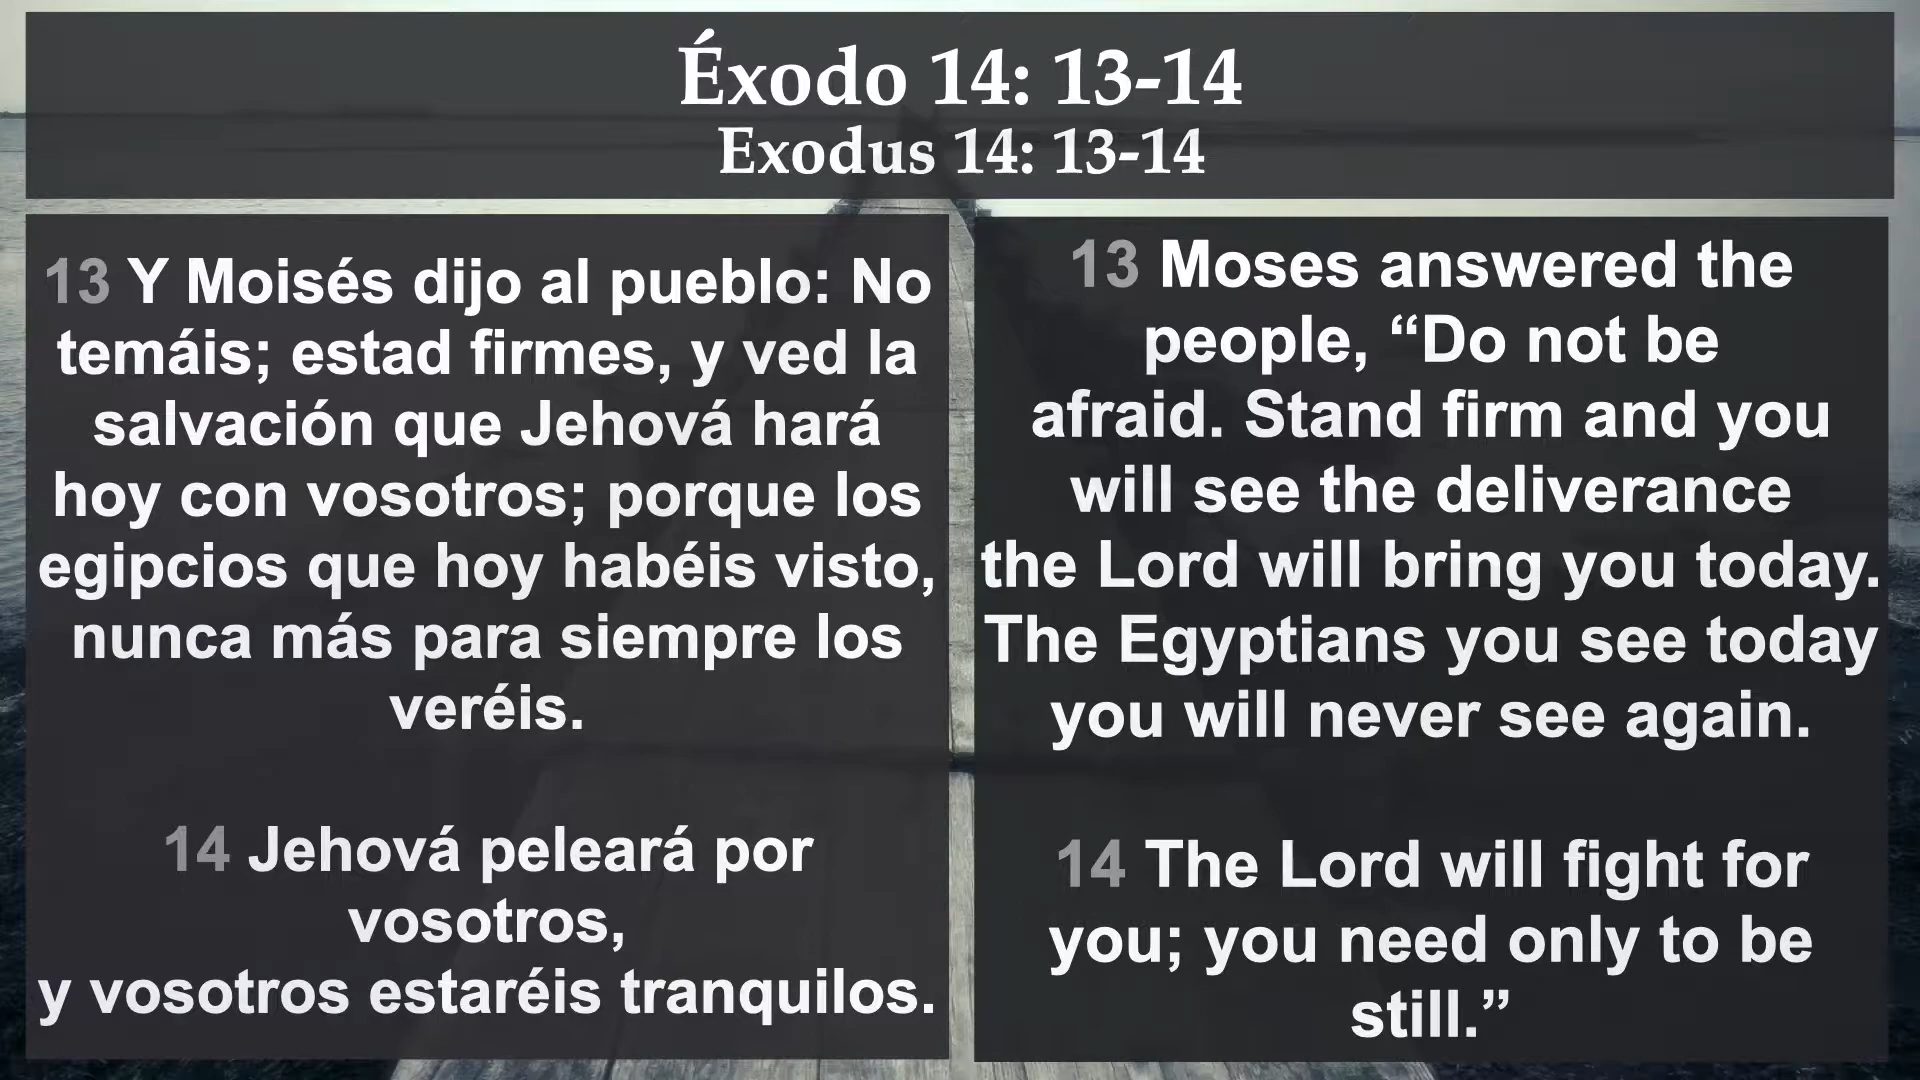 Éxodo 14: 13-14
Exodus 14: 13-14
13 Y Moisés dijo al pueblo: No
temáis; estad firmes, y ved la
salvación que Jehová hará
hoy con vosotros; porque los
egipcios que hoy habéis visto,
nunca más para siempre los
veréis.
14 Jehová peleará por
vosotros,
y vosotros estaréis tranquilos.
13 Moses answered the
people, “Do not be
afraid. Stand firm and you
will see the deliverance
the Lord will bring you today.
The Egyptians you see today
you will never see again.
14 The Lord will fight for
you; you need only to be
still.”